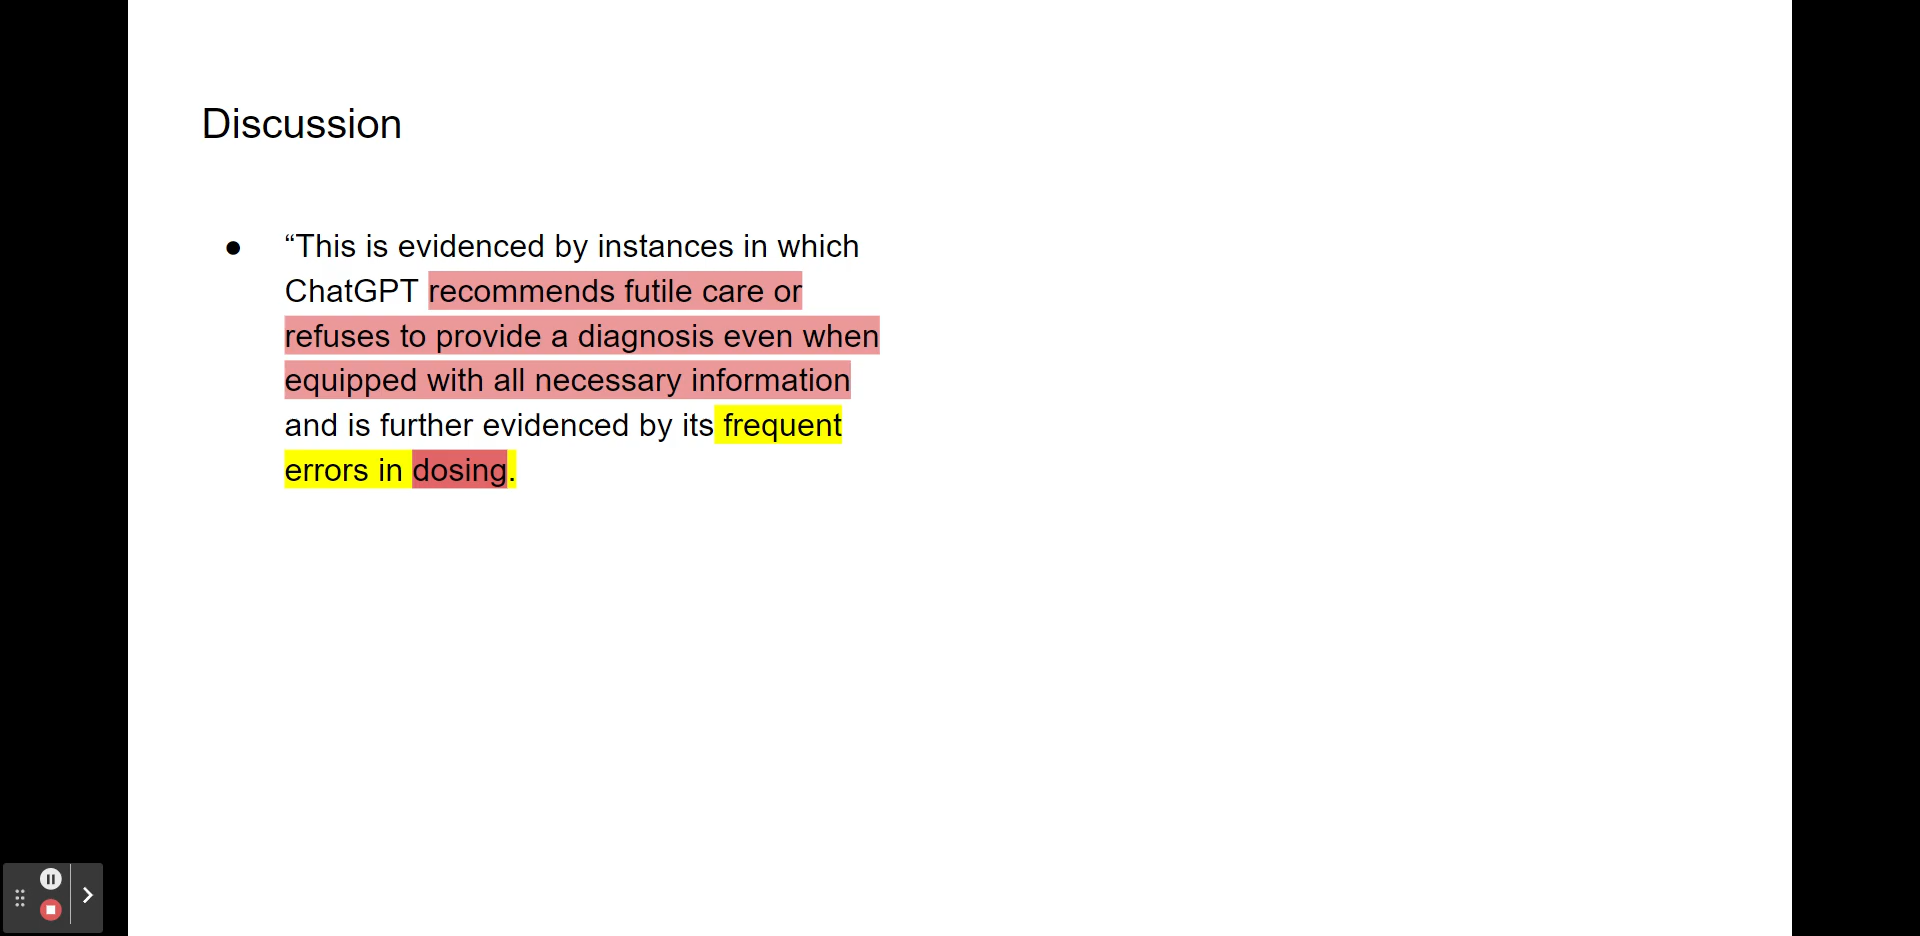 Discussion
● “This is evidenced by instances in which
ChatGPT recommends futile care or
refuses to provide a diagnosis even when
equipped with all necessary information
and is further evidenced by its frequent
errors in dosing.